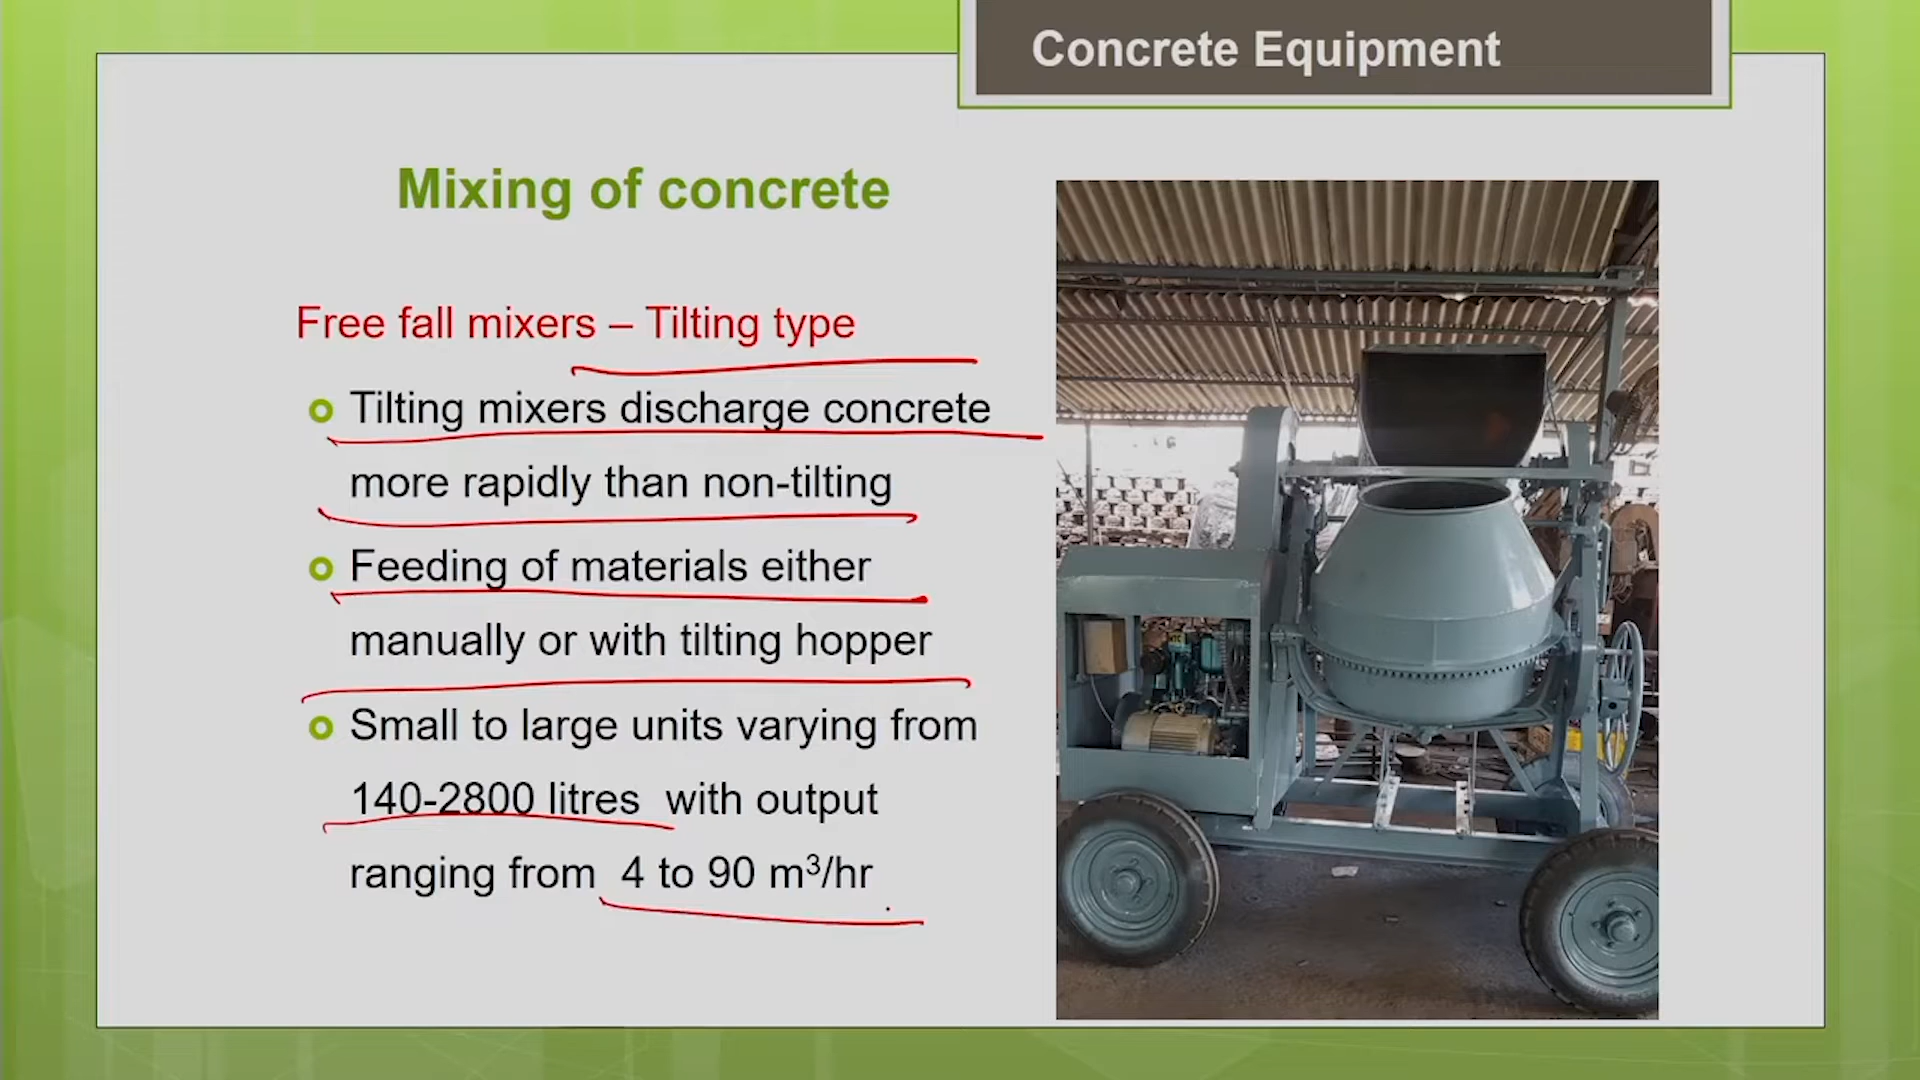 Concrete Equipment
Mixing of concrete
Free fall mixers – Tilting type
Tilting mixers discharge concrete
more rapidly than non-tilting
Feeding of materials either
manually or with tilting hopper
Small to large units varying from
140-2800 litres with output
ranging from 4 to 90 m³/hr